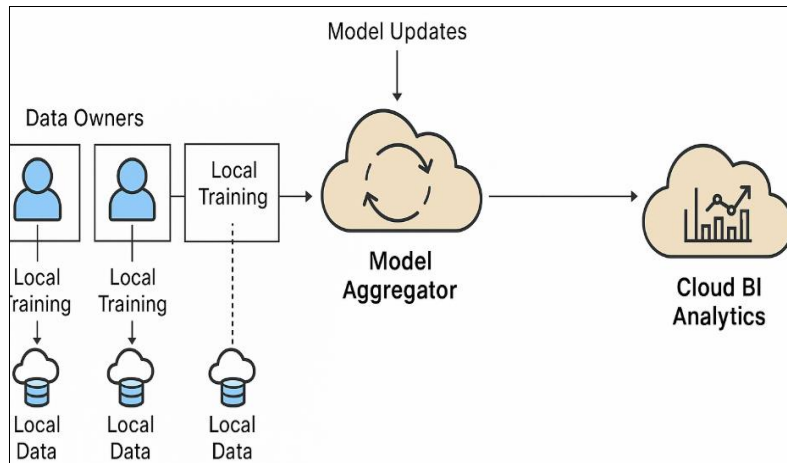 Model Updates
Data Owners
Local
Training
Model
Aggregator
Cloud BI
Analytics
Local
raining
Local
Training
Local
Data
Local
Data
Local
Data